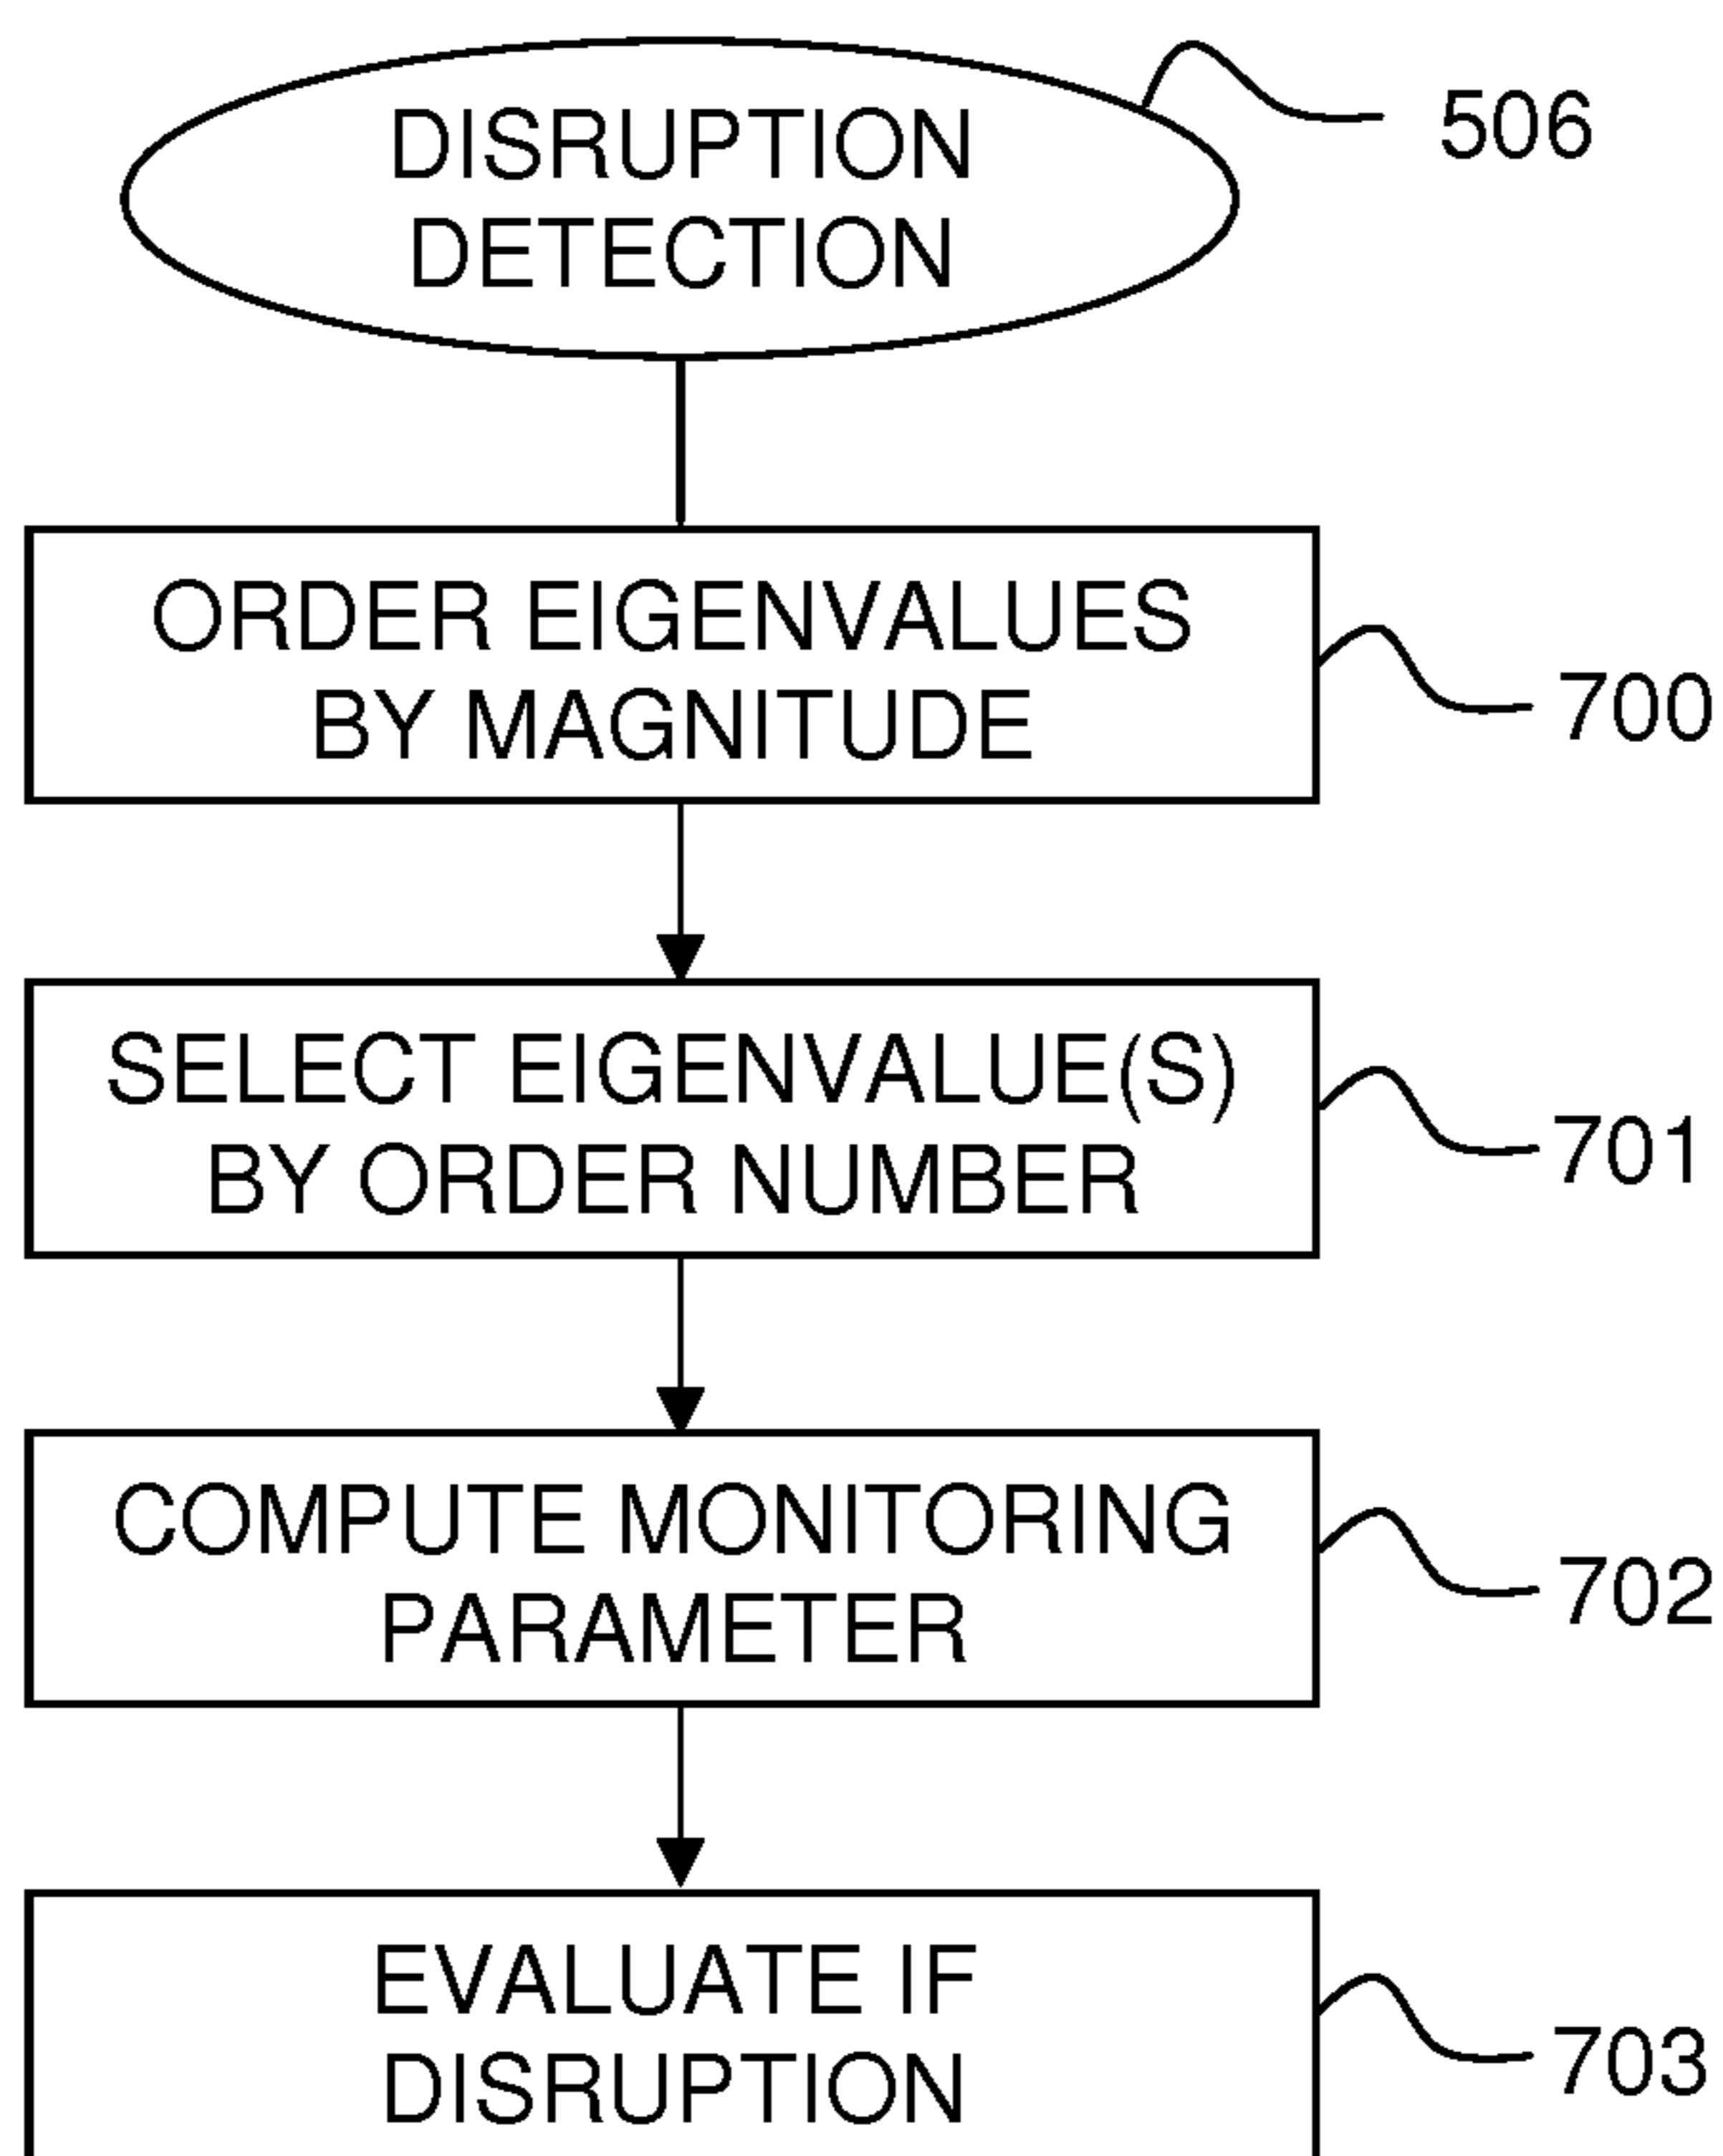 DISRUPTION
DETECTION
506
ORDER EIGENVALUES
BY MAGNITUDE
700
SELECT EIGENVALUE(S)
BY ORDER NUMBER
701
COMPUTE MONITORING
PARAMETER
702
EVALUATE IF
DISRUPTION
703